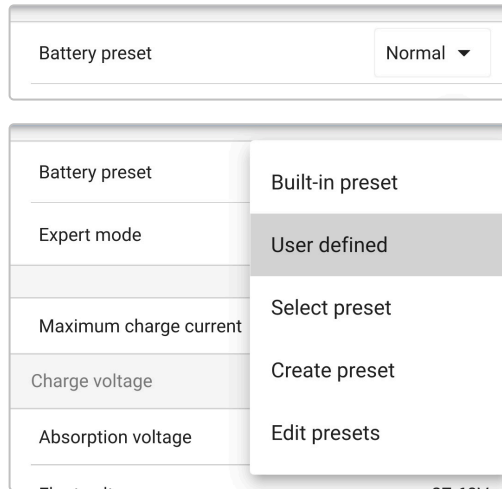 Battery preset Normal
Battery preset
Built-in preset
Expert mode
User defined
Select preset
Maximum charge current
Create preset
Charge voltage
Absorption voltage
Edit presets